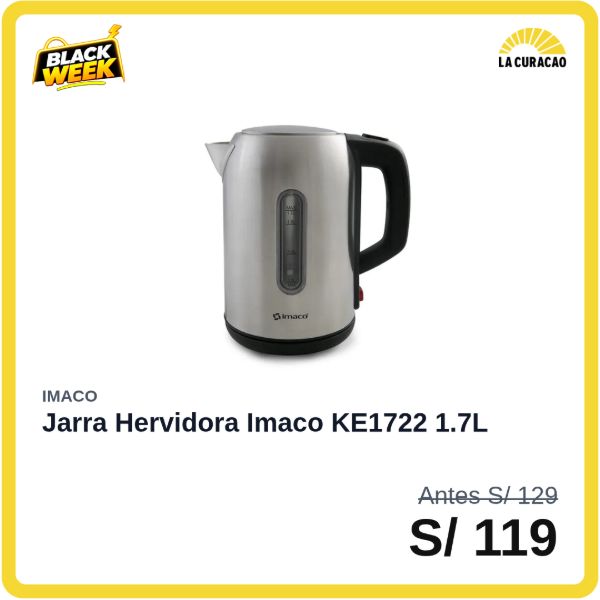 BLACK
WEEK
LA CURACAO
imaco
IMACO
Jarra Hervidora Imaco KE1722 1.7L
Antes S/ 129
S/ 119